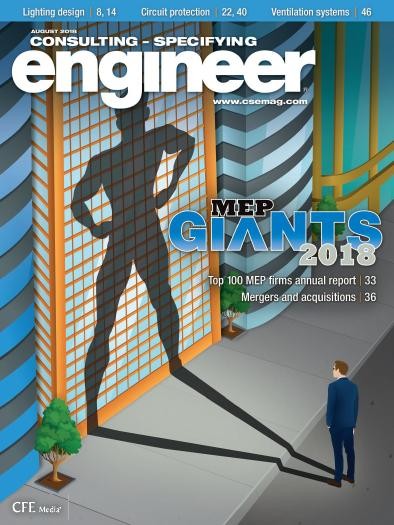 Lighting design | 8, 14 Circuit protection | 22, 40 Ventilation systems | 46
AUGUST 2018
CONSULTING - SPECIFYING
engineer
www.csemag.com
MEP
GIANTS
2018
Top 100 MEP firms annual report | 33
Mergers and acquisitions | 36
CFE Media